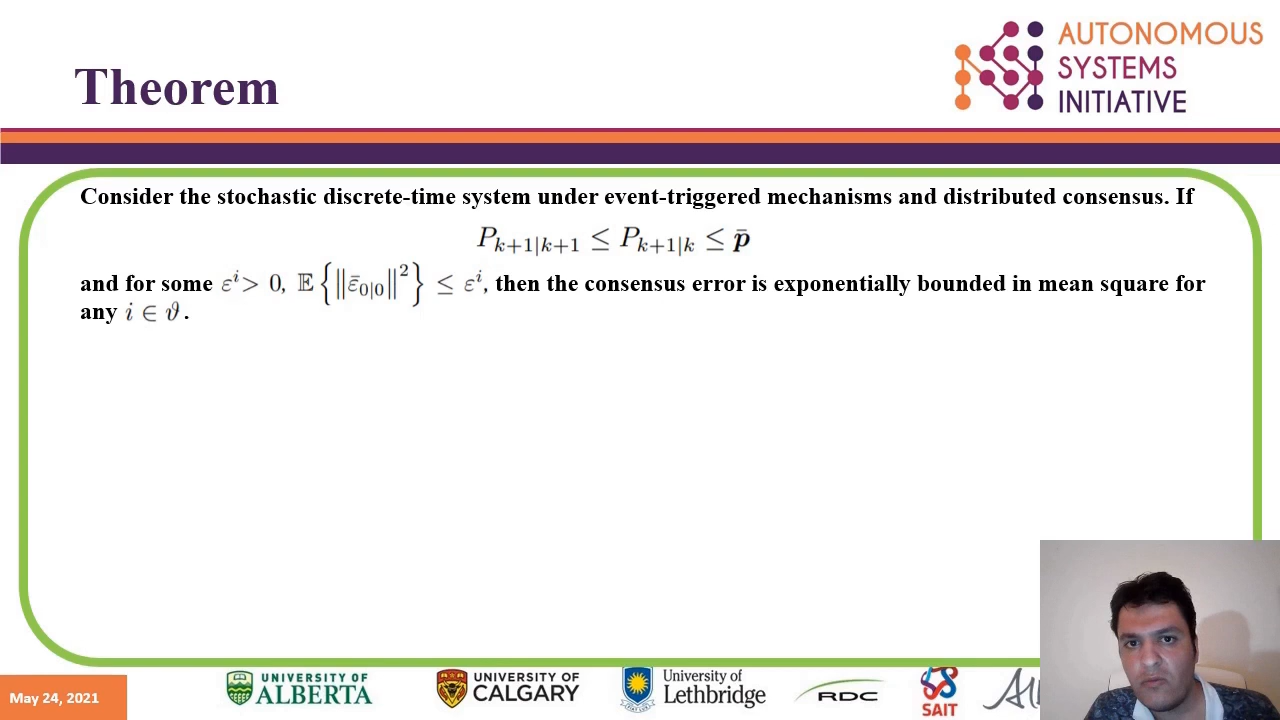 Theorem
AUTONOMOUS
SYSTEMS
INITIATIVE
Consider the stochastic discrete-time system under event-triggered mechanisms and distributed consensus. If
P_{k+1|k+1} ≤ P_{k+1|k} ≤ p̄
and for some εⁱ > 0, 𝔼{‖ε̄_{0|0}‖²} ≤ εⁱ, then the consensus error is exponentially bounded in mean square for
any i ∈ ϑ.
May 24, 2021
UNIVERSITY OF
ALBERTA
UNIVERSITY OF
CALGARY
University of
Lethbridge
RDC
SAIT